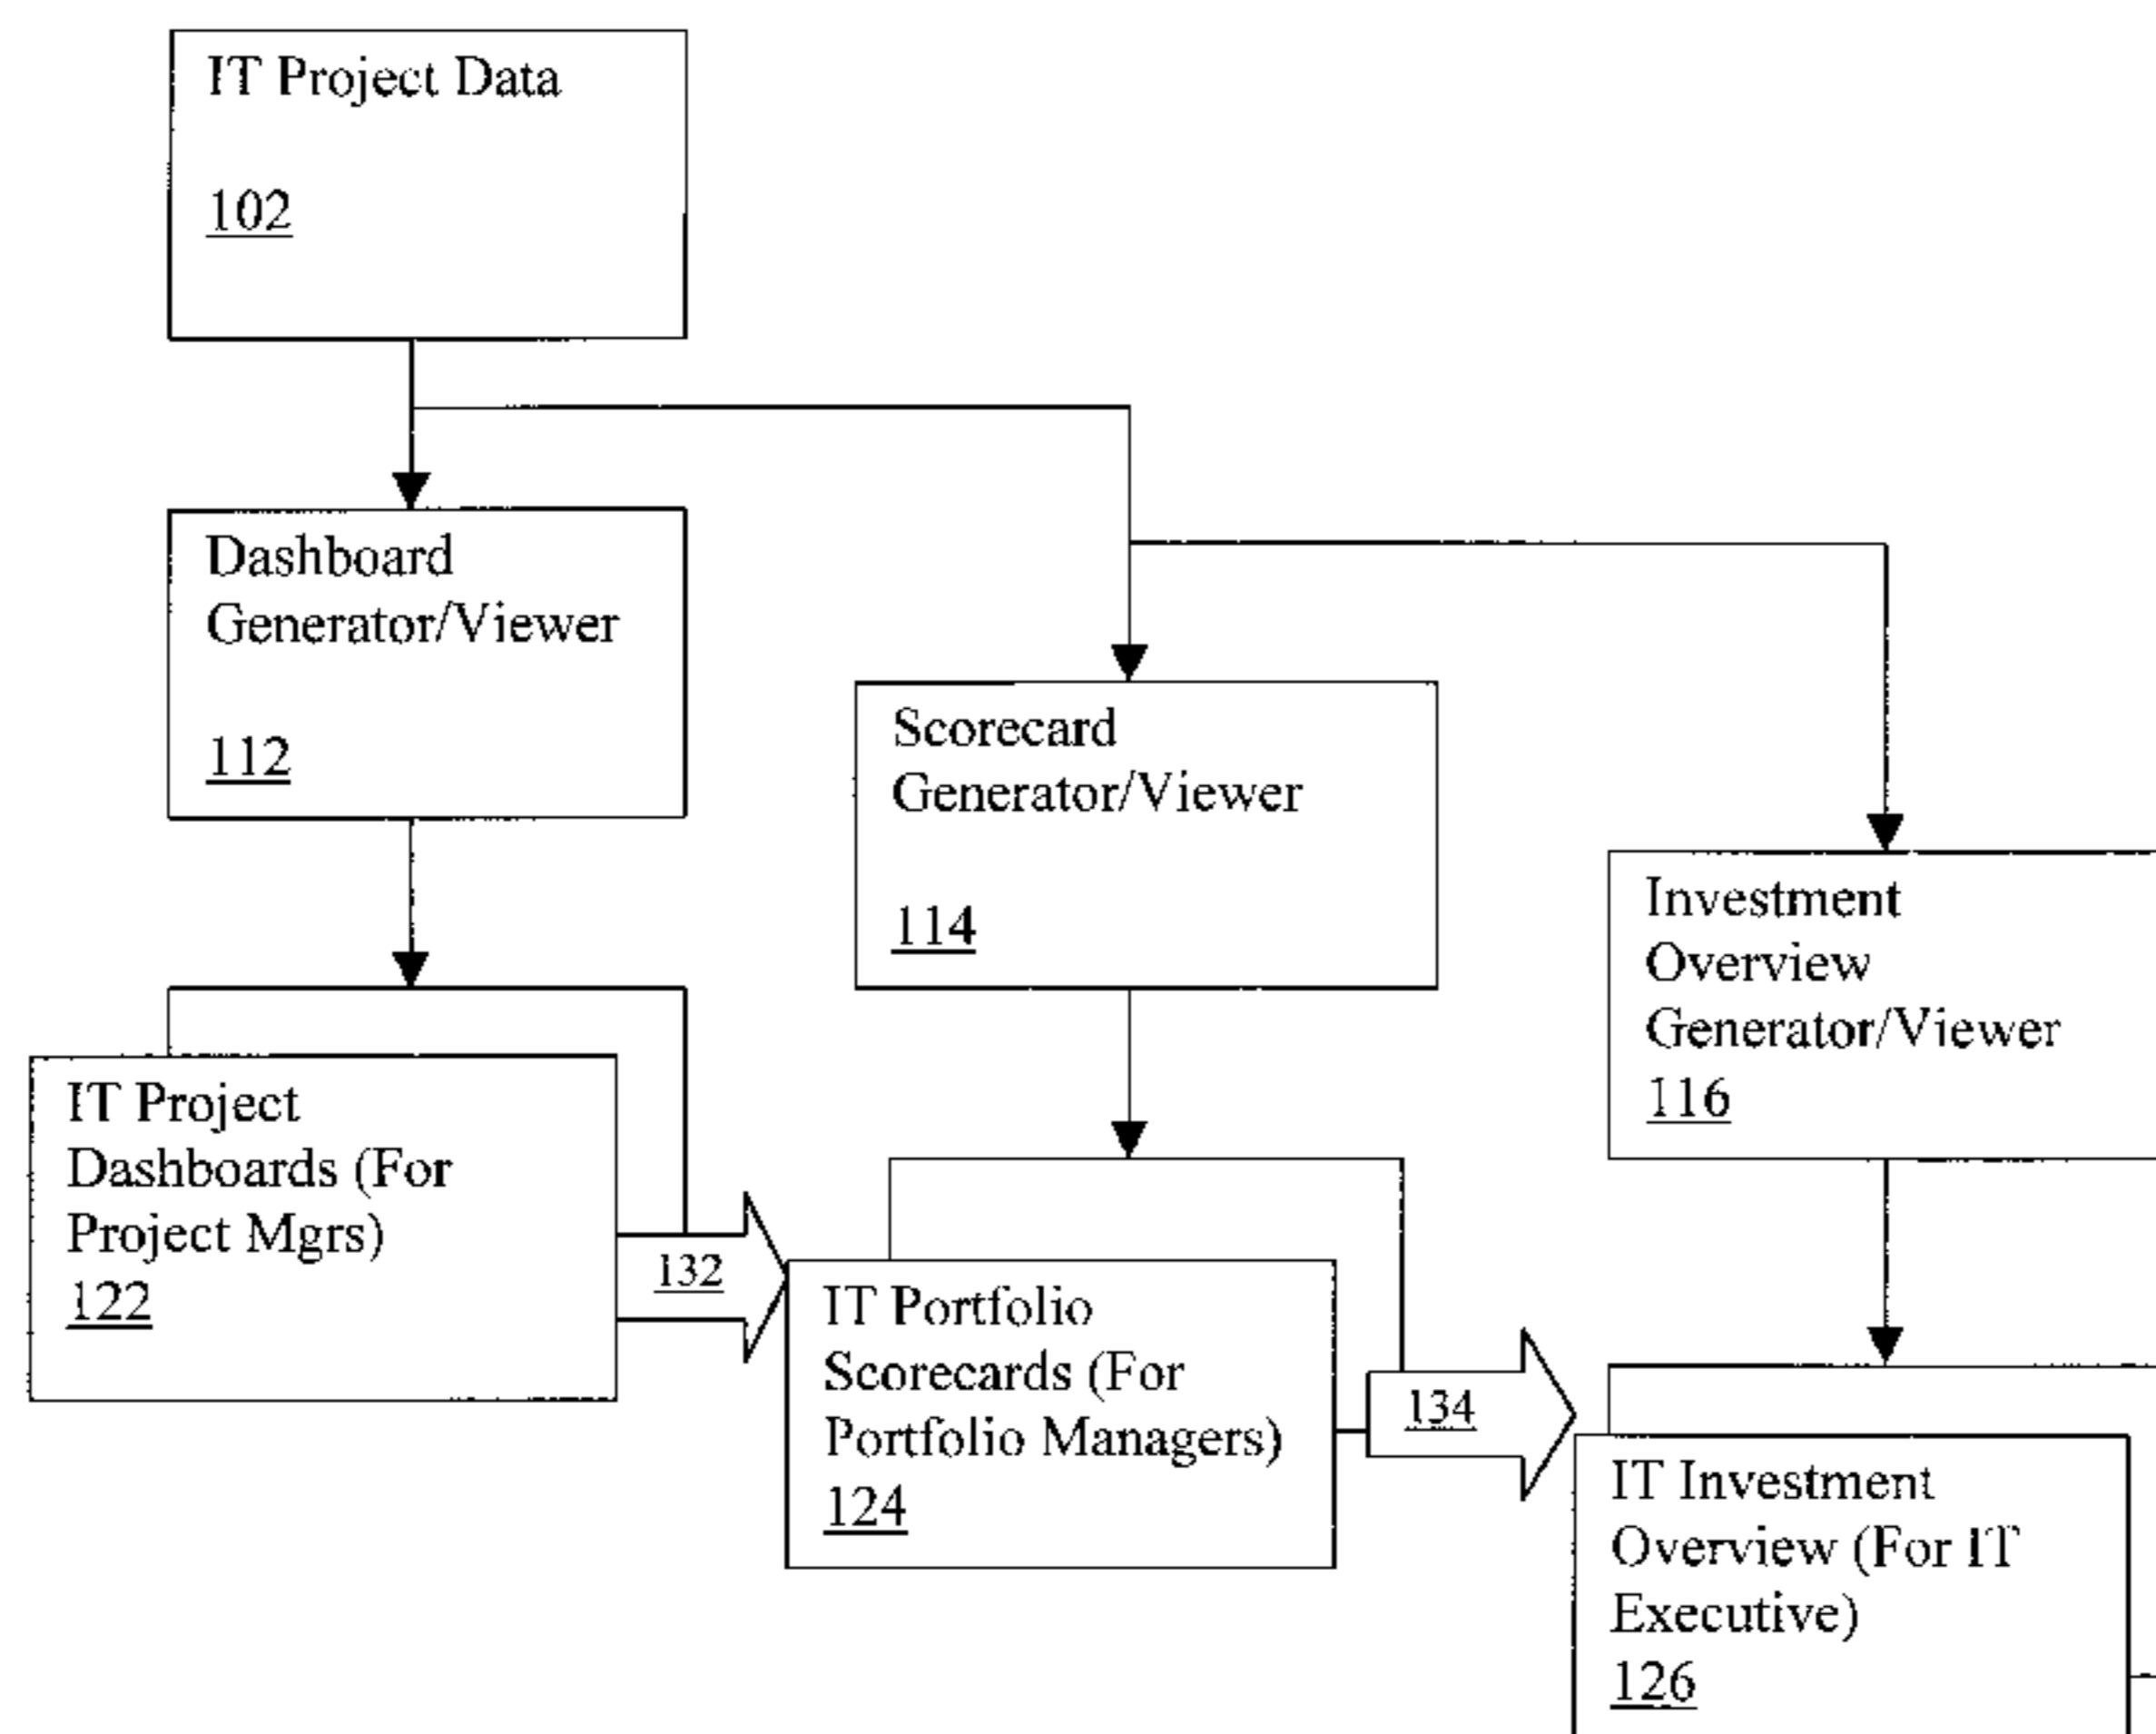 IT Project Data
102
Dashboard
Generator/Viewer
112
Scorecard
Generator/Viewer
114
Investment
Overview
Generator/Viewer
116
IT Project
Dashboards (For
Project Mgrs)
122
132
IT Portfolio
Scorecards (For
Portfolio Managers)
124
134
IT Investment
Overview (For IT
Executive)
126